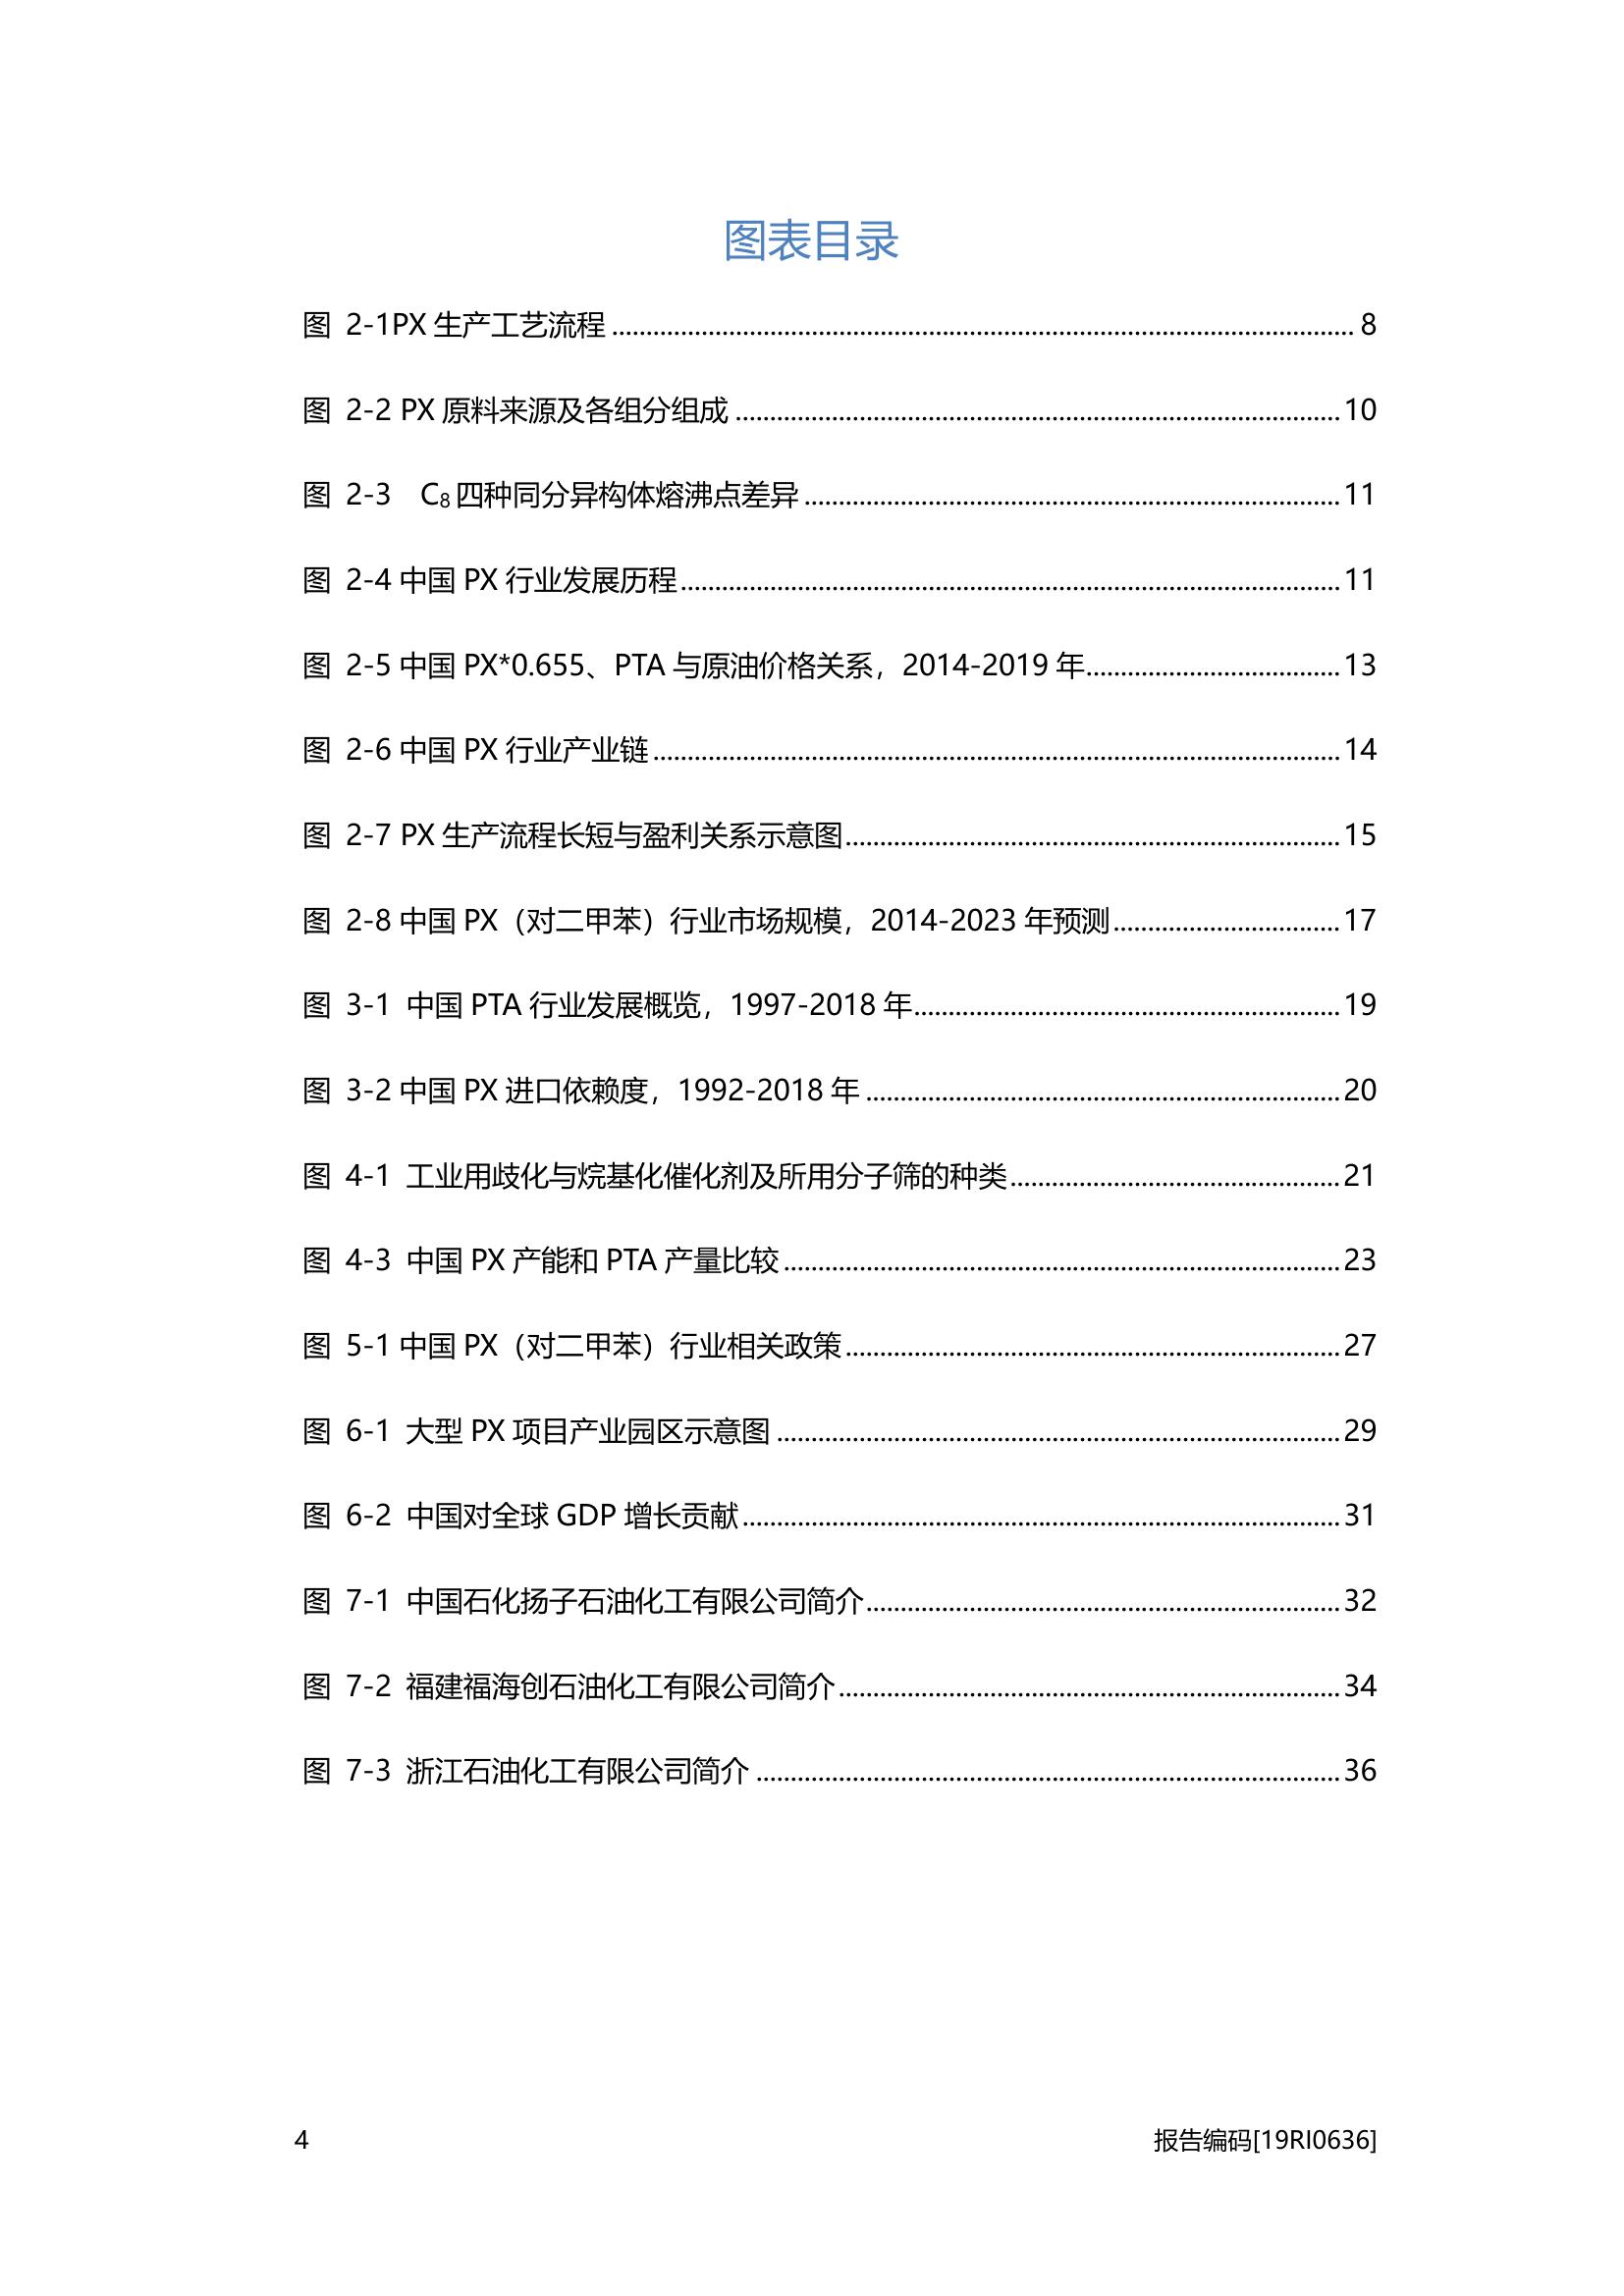 图表目录
图 2-1PX 生产工艺流程 ........................................ 8
图 2-2 PX 原料来源及各组分组成 ........................................ 10
图 2-3 C₈ 四种同分异构体熔沸点差异 ........................................ 11
图 2-4 中国 PX 行业发展历程 ........................................ 11
图 2-5 中国 PX*0.655、PTA 与原油价格关系，2014-2019 年 ........................................ 13
图 2-6 中国 PX 行业产业链 ........................................ 14
图 2-7 PX 生产流程长短与盈利关系示意图 ........................................ 15
图 2-8 中国 PX（对二甲苯）行业市场规模，2014-2023 年预测 ........................................ 17
图 3-1 中国 PTA 行业发展概览，1997-2018 年 ........................................ 19
图 3-2 中国 PX 进口依赖度，1992-2018 年 ........................................ 20
图 4-1 工业用歧化与烷基化催化剂及所用分子筛的种类 ........................................ 21
图 4-3 中国 PX 产能和 PTA 产量比较 ........................................ 23
图 5-1 中国 PX（对二甲苯）行业相关政策 ........................................ 27
图 6-1 大型 PX 项目产业园区示意图 ........................................ 29
图 6-2 中国对全球 GDP 增长贡献 ........................................ 31
图 7-1 中国石化扬子石油化工有限公司简介 ........................................ 32
图 7-2 福建福海创石油化工有限公司简介 ........................................ 34
图 7-3 浙江石油化工有限公司简介 ........................................ 36
4 报告编码[19RI0636]